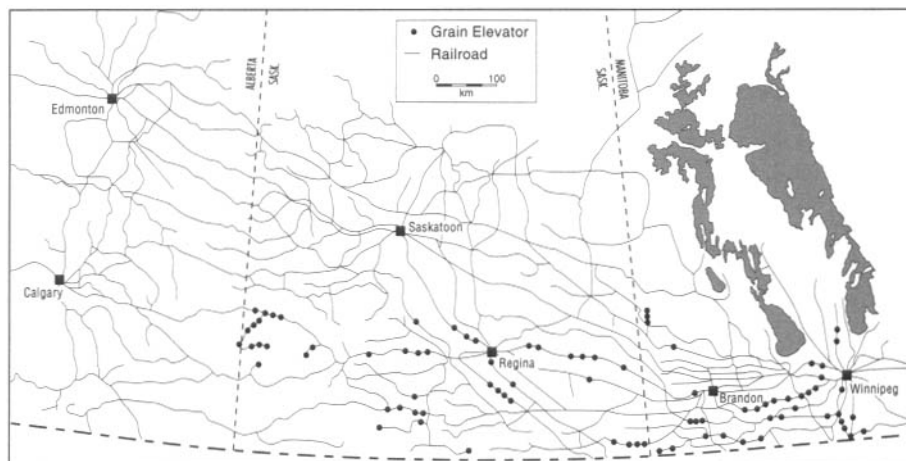 Grain Elevator
Railroad
0 100
km
ALBERTA
SASK
SASK
MANITOBA
Edmonton
Saskatoon
Calgary
Regina
Brandon
Winnipeg